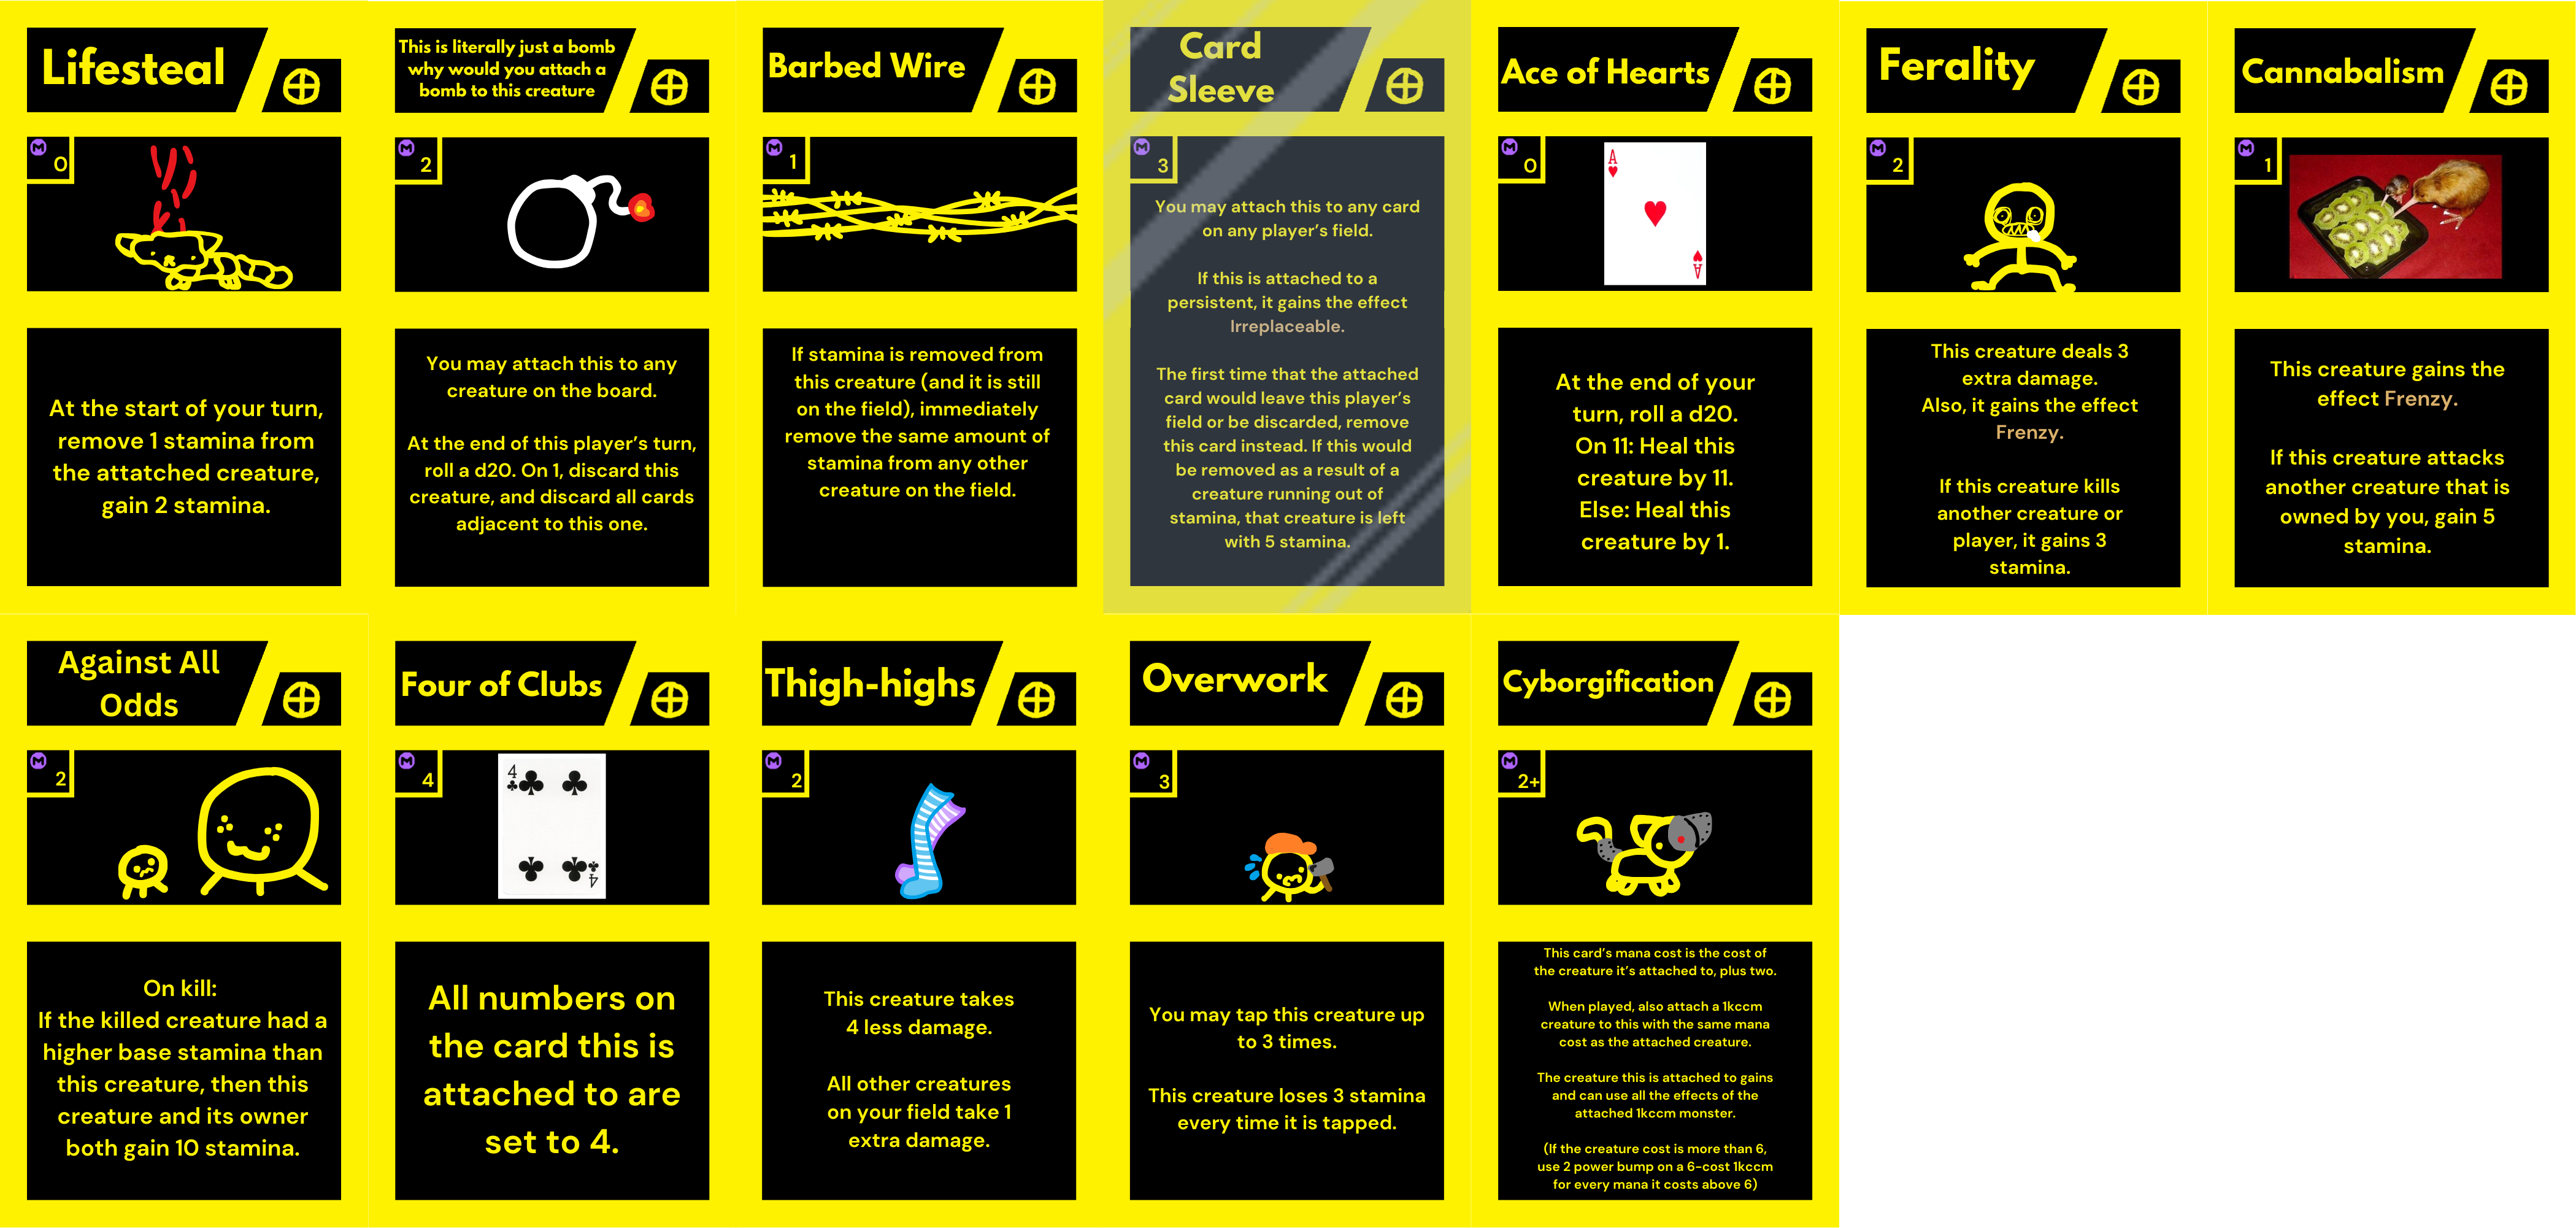 Lifesteal
M
0
At the start of your turn,
remove 1 stamina from
the attatched creature,
gain 2 stamina.
This is literally just a bomb
why would you attach a
bomb to this creature
M
2
You may attach this to any
creature on the board.
At the end of this player's turn,
roll a d20. On 1, discard this
creature, and discard all cards
adjacent to this one.
Barbed Wire
M
1
If stamina is removed from
this creature (and it is still
on the field), immediately
remove the same amount of
stamina from any other
creature on the field.
Card
Sleeve
M
3
You may attach this to any card
on any player's field.
If this is attached to a
persistent, it gains the effect
Irreplaceable.
The first time that the attached
card would leave this player's
field or be discarded, remove
this card instead. If this would
be removed as a result of a
creature running out of
stamina, that creature is left
with 5 stamina.
Ace of Hearts
M
0
A
A
At the end of your
turn, roll a d20.
On 11: Heal this
creature by 11.
Else: Heal this
creature by 1.
Ferality
M
2
This creature deals 3
extra damage.
Also, it gains the effect
Frenzy.
If this creature kills
another creature or
player, it gains 3
stamina.
Cannabalism
M
1
This creature gains the
effect Frenzy.
If this creature attacks
another creature that is
owned by you, gain 5
stamina.
Against All
Odds
M
2
On kill:
If the killed creature had a
higher base stamina than
this creature, then this
creature and its owner
both gain 10 stamina.
Four of Clubs
M
4
4
4
All numbers on
the card this is
attached to are
set to 4.
Thigh-highs
M
2
This creature takes
4 less damage.
All other creatures
on your field take 1
extra damage.
Overwork
M
3
You may tap this creature up
to 3 times.
This creature loses 3 stamina
every time it is tapped.
Cyborgification
M
2+
This card's mana cost is the cost of
the creature it's attached to, plus two.
When played, also attach a 1kccm
creature to this with the same mana
cost as the attached creature.
The creature this is attached to gains
and can use all the effects of the
attached 1kccm monster.
(If the creature cost is more than 6,
use 2 power bump on a 6-cost 1kccm
for every mana it costs above 6)